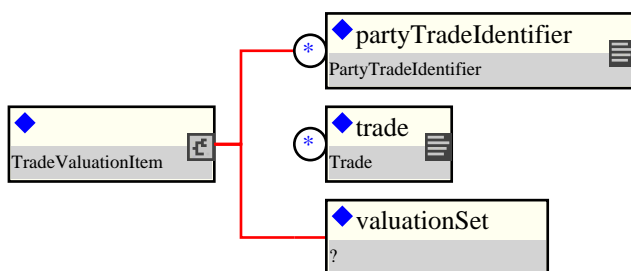 partyTradeIdentifier
*
PartyTradeIdentifier
TradeValuationItem
trade
*
Trade
valuationSet
?